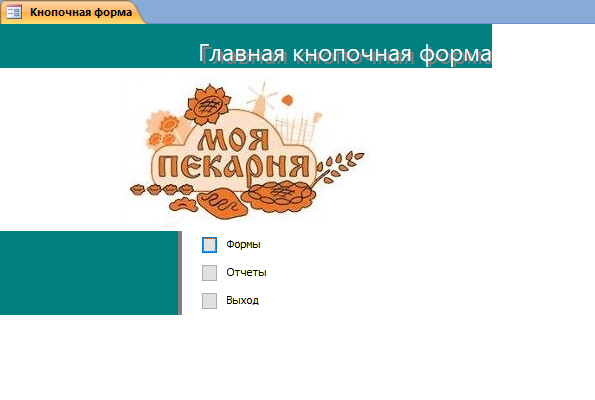 Кнопочная форма
Главная кнопочная форма
МОЯ
ПЕКАРНЯ
Формы
Отчеты
Выход